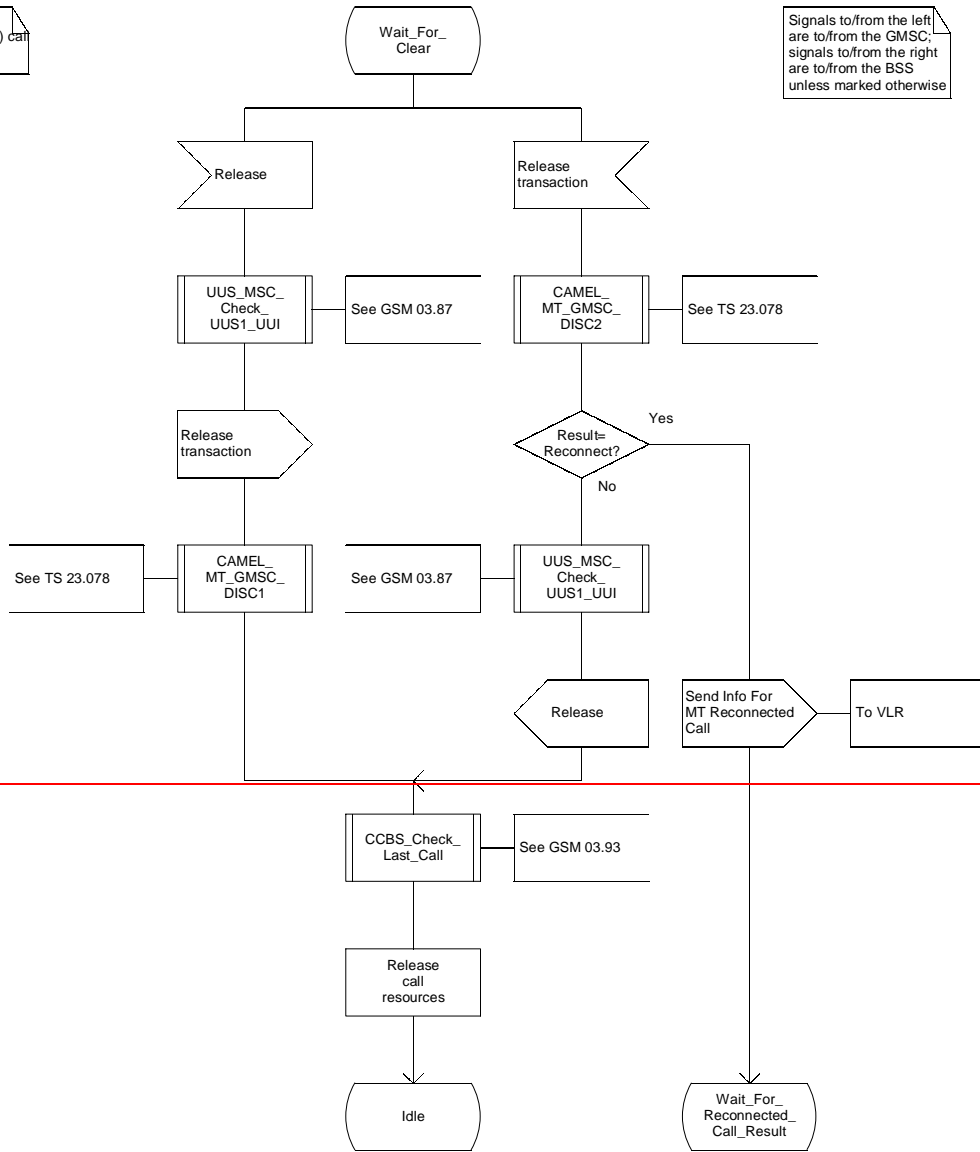 ) call
Wait_For_
Clear
Signals to/from the left
are to/from the GMSC;
signals to/from the right
are to/from the BSS
unless marked otherwise
Release
Release
transaction
UUS_MSC_
Check_
UUS1_UUI
See GSM 03.87
CAMEL_
MT_GMSC_
DISC2
See TS 23.078
Release
transaction
Result=
Reconnect?
Yes
No
See TS 23.078
CAMEL_
MT_GMSC_
DISC1
See GSM 03.87
UUS_MSC_
Check_
UUS1_UUI
Release
Send Info For
MT Reconnected
Call
To VLR
CCBS_Check_
Last_Call
See GSM 03.93
Release
call
resources
Idle
Wait_For_
Reconnected_
Call_Result